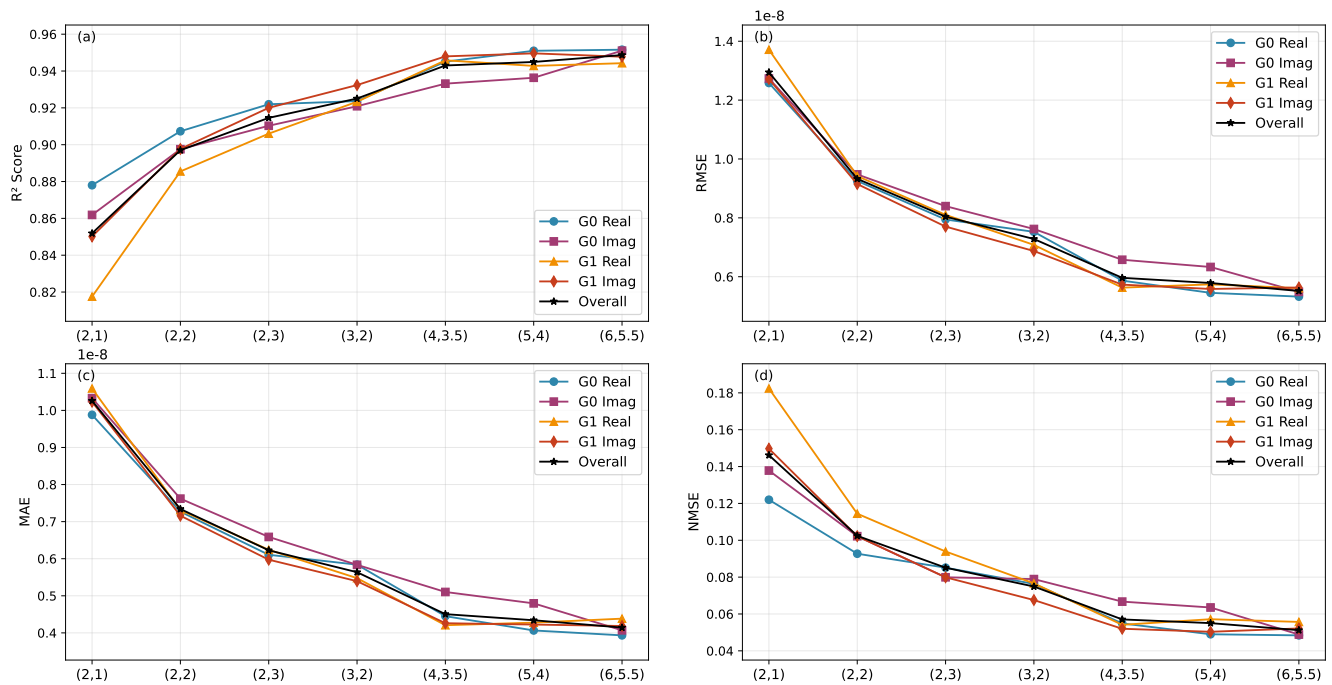 (a)
R² Score
0.96
0.94
0.92
0.90
0.88
0.86
0.84
0.82
G0 Real
G0 Imag
G1 Real
G1 Imag
Overall
(2,1) (2,2) (2,3) (3,2) (4,3.5) (5,4) (6,5.5)
1e-8
(b)
RMSE
1.4
1.2
1.0
0.8
0.6
G0 Real
G0 Imag
G1 Real
G1 Imag
Overall
(2,1) (2,2) (2,3) (3,2) (4,3.5) (5,4) (6,5.5)
1e-8
(c)
MAE
1.1
1.0
0.9
0.8
0.7
0.6
0.5
0.4
G0 Real
G0 Imag
G1 Real
G1 Imag
Overall
(2,1) (2,2) (2,3) (3,2) (4,3.5) (5,4) (6,5.5)
(d)
NMSE
0.18
0.16
0.14
0.12
0.10
0.08
0.06
0.04
G0 Real
G0 Imag
G1 Real
G1 Imag
Overall
(2,1) (2,2) (2,3) (3,2) (4,3.5) (5,4) (6,5.5)